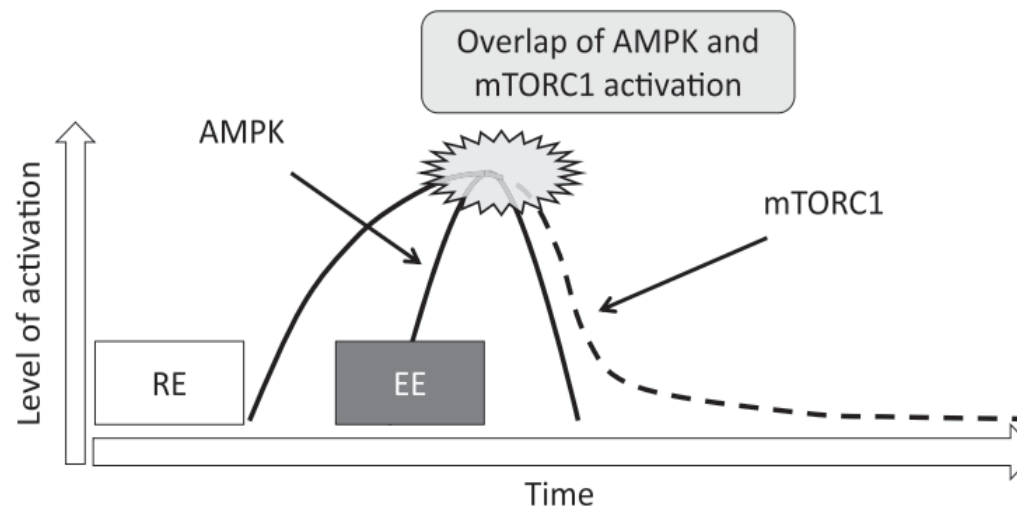 Overlap of AMPK and
mTORC1 activation
AMPK
mTORC1
Level of activation
RE
EE
Time